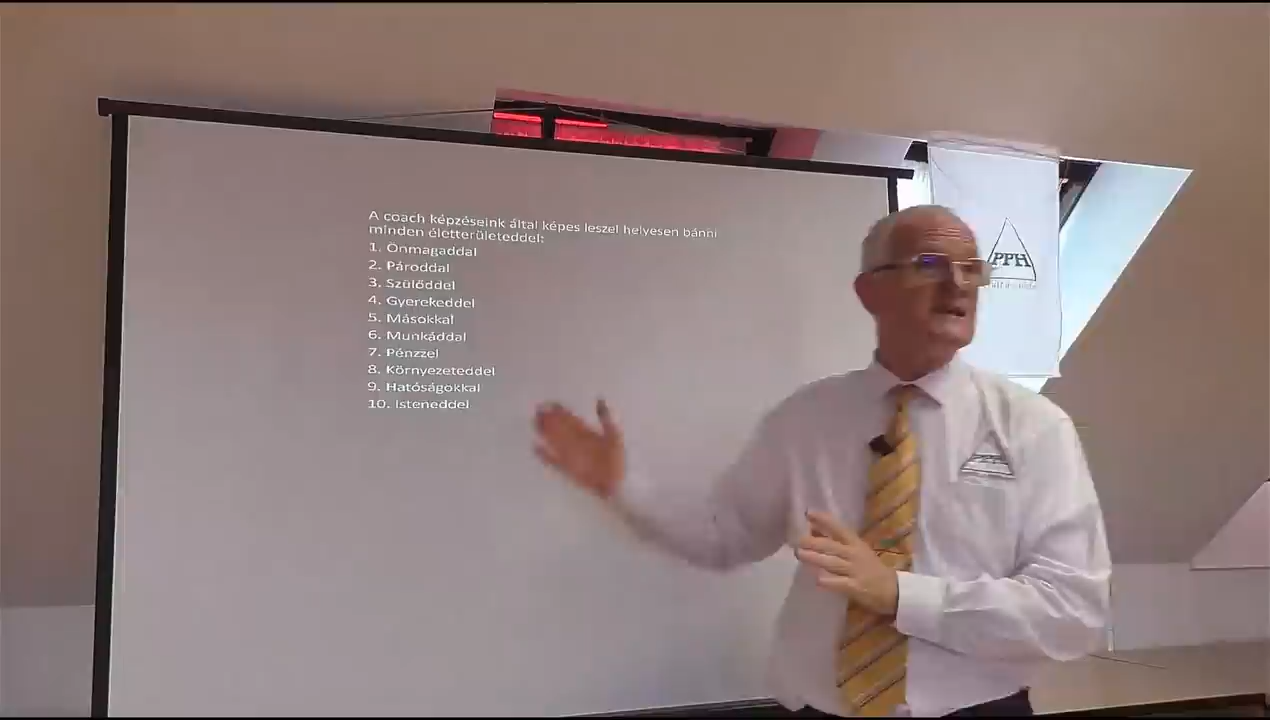 A coach képzéseink által képes leszel helyesen bánni
minden életterületeddel:
1. Önmagaddal
2. Pároddal
3. Szülőddel
4. Gyerekeddel
5. Másokkal
6. Munkáddal
7. Pénzzel
8. Környezeteddel
9. Hatóságokkal
10. Isteneddel
PPH
PPH